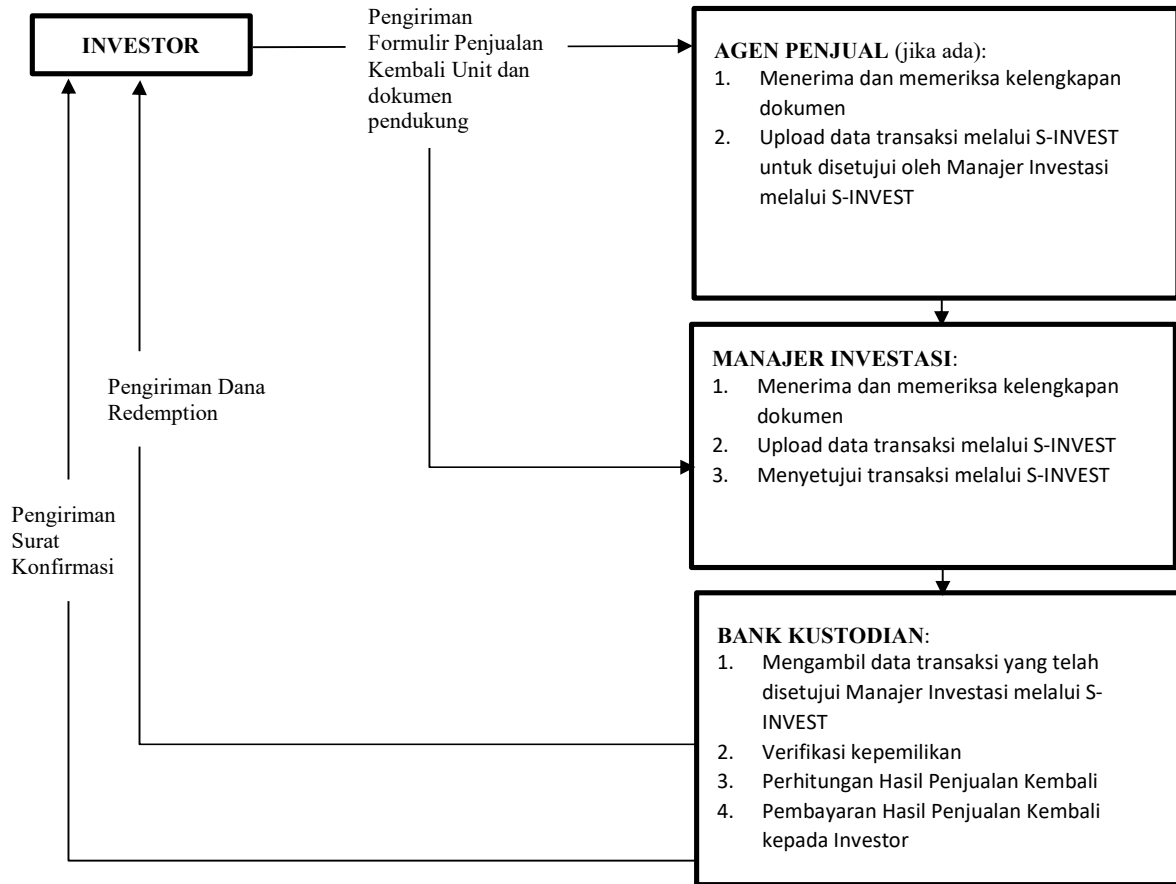 INVESTOR
Pengiriman
Formulir Penjualan
Kembali Unit dan
dokumen
pendukung
AGEN PENJUAL (jika ada):
1. Menerima dan memeriksa kelengkapan
dokumen
2. Upload data transaksi melalui S-INVEST
untuk disetujui oleh Manajer Investasi
melalui S-INVEST
MANAJER INVESTASI:
1. Menerima dan memeriksa kelengkapan
dokumen
2. Upload data transaksi melalui S-INVEST
3. Menyetujui transaksi melalui S-INVEST
Pengiriman Dana
Redemption
Pengiriman
Surat
Konfirmasi
BANK KUSTODIAN:
1. Mengambil data transaksi yang telah
disetujui Manajer Investasi melalui S-
INVEST
2. Verifikasi kepemilikan
3. Perhitungan Hasil Penjualan Kembali
4. Pembayaran Hasil Penjualan Kembali
kepada Investor